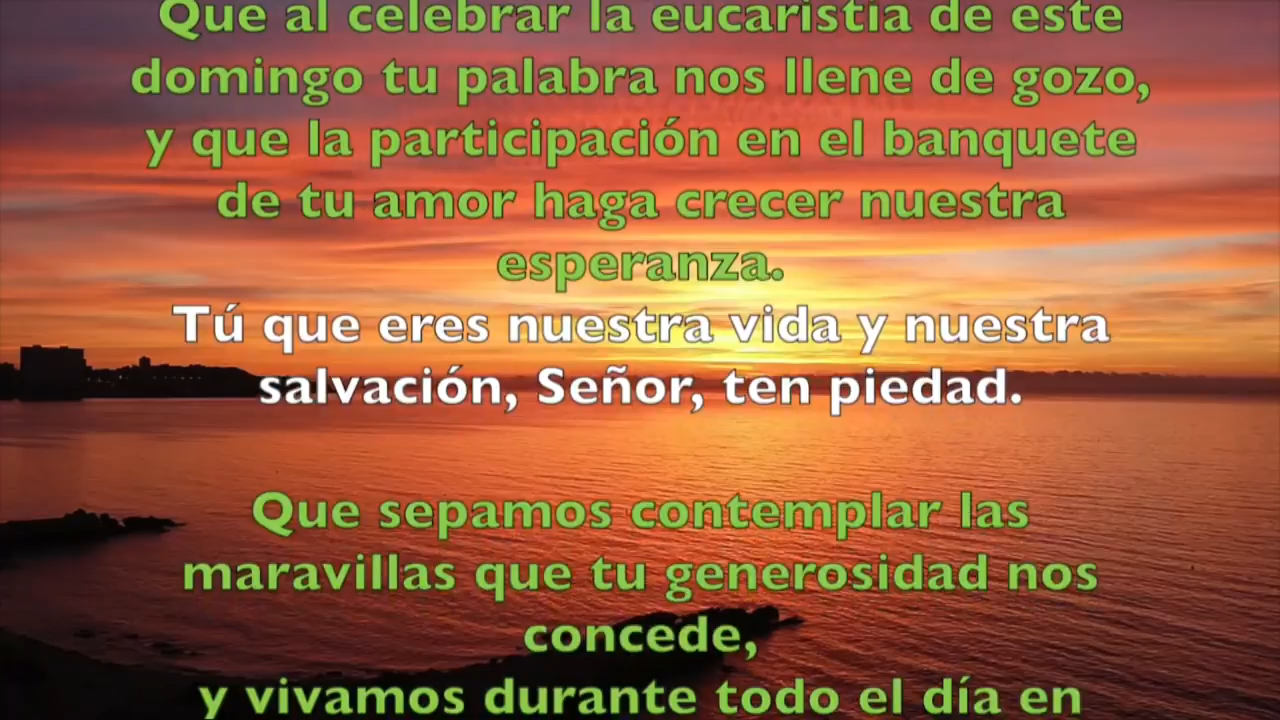 Que al celebrar la eucaristía de este
domingo tu palabra nos llene de gozo,
y que la participación en el banquete
de tu amor haga crecer nuestra
esperanza.
Tú que eres nuestra vida y nuestra
salvación, Señor, ten piedad.
Que sepamos contemplar las
maravillas que tu generosidad nos
concede,
y vivamos durante todo el día en